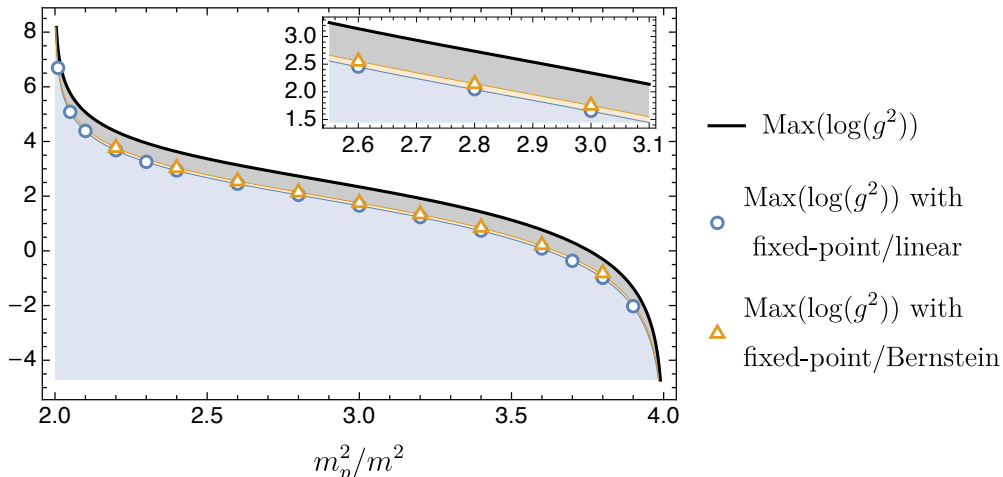 8
6
4
2
0
−2
−4
2.0 2.5 3.0 3.5 4.0
m_p^2/m^2
3.0
2.5
2.0
1.5
2.6 2.7 2.8 2.9 3.0 3.1
Max(log(g^2))
Max(log(g^2)) with
fixed-point/linear
Max(log(g^2)) with
fixed-point/Bernstein